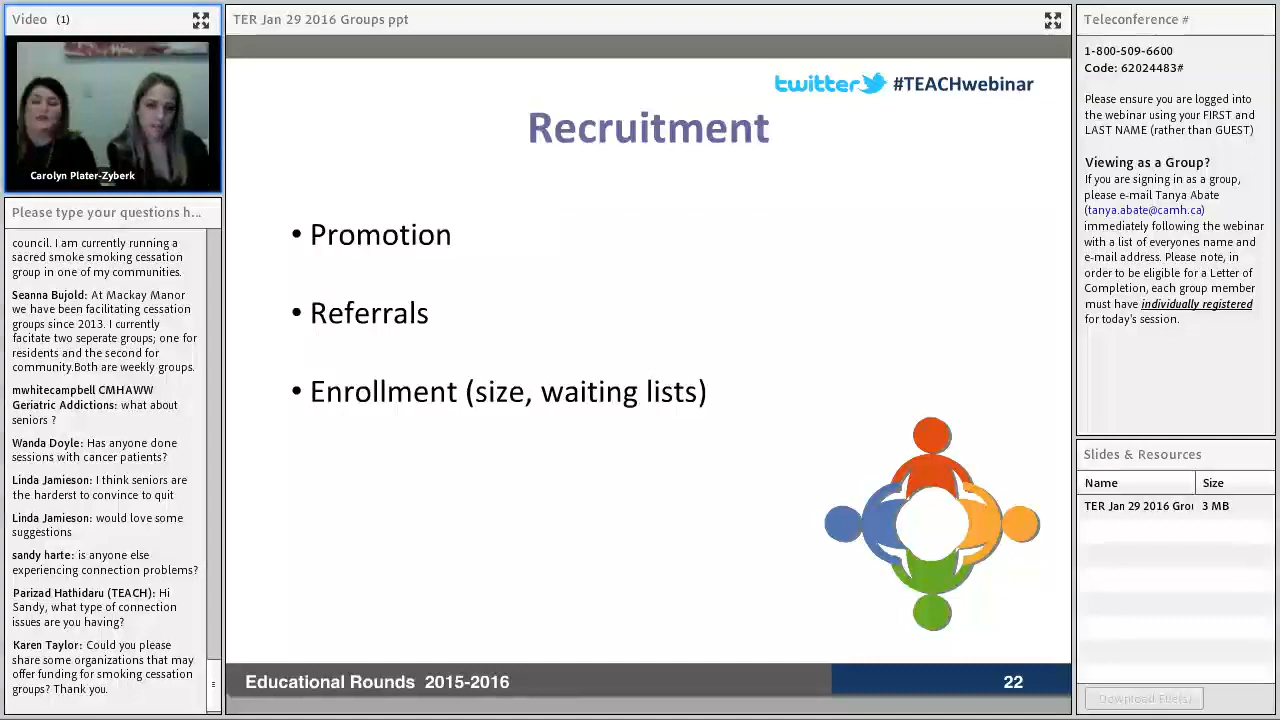 Video (1)
Carolyn Plater-Zyberk
Please type your questions h...
council. I am currently running a
sacred smoke smoking cessation
group in one of my communities.
Seanna Bujold: At Mackay Manor
we have been facilitating cessation
groups since 2013. I currently
facitate two seperate groups; one for
residents and the second for
community.Both are weekly groups.
mwhitecampbell CMHAWW
Geriatric Addictions: what about
seniors ?
Wanda Doyle: Has anyone done
sessions with cancer patients?
Linda Jamieson: I think seniors are
the harderst to convince to quit
Linda Jamieson: would love some
suggestions
sandy harte: is anyone else
experiencing connection problems?
Parizad Hathidaru (TEACH): Hi
Sandy, what type of connection
issues are you having?
Karen Taylor: Could you please
share some organizations that may
offer funding for smoking cessation
groups? Thank you.
TER Jan 29 2016 Groups ppt
twitter #TEACHwebinar
Recruitment
• Promotion
• Referrals
• Enrollment (size, waiting lists)
Educational Rounds 2015-2016
22
Teleconference #
1-800-509-6600
Code: 62024483#
Please ensure you are logged into
the webinar using your FIRST and
LAST NAME (rather than GUEST)
Viewing as a Group?
If you are signing in as a group,
please e-mail Tanya Abate
(tanya.abate@camh.ca)
immediately following the webinar
with a list of everyones name and
e-mail address. Please note, in
order to be eligible for a Letter of
Completion, each group member
must have individually registered
for today's session.
Slides & Resources
Name Size
TER Jan 29 2016 Gro 3 MB
Download File(s)